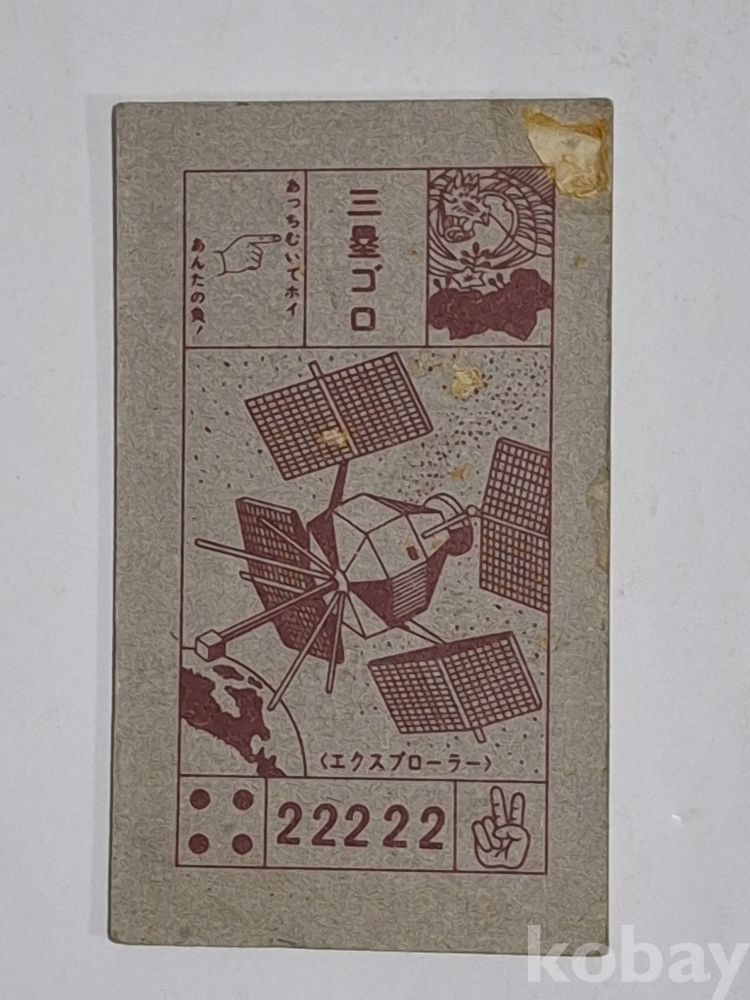 三塁ゴロ
あっちむいてホイ
あんたの負!
〈エクスプローラー〉
22222
kobay